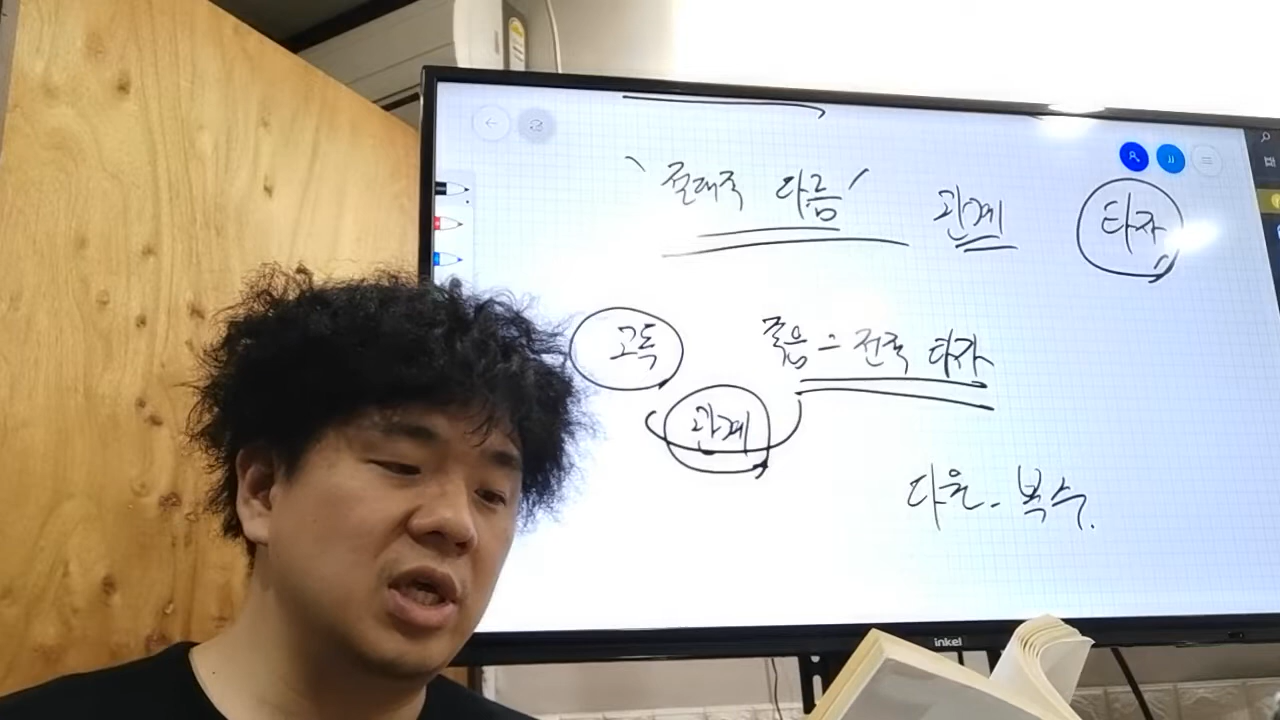 '절대적 다름' 관계 타자
고독 죽음 = 전적 타자
관계
다원 - 복수.
inkel